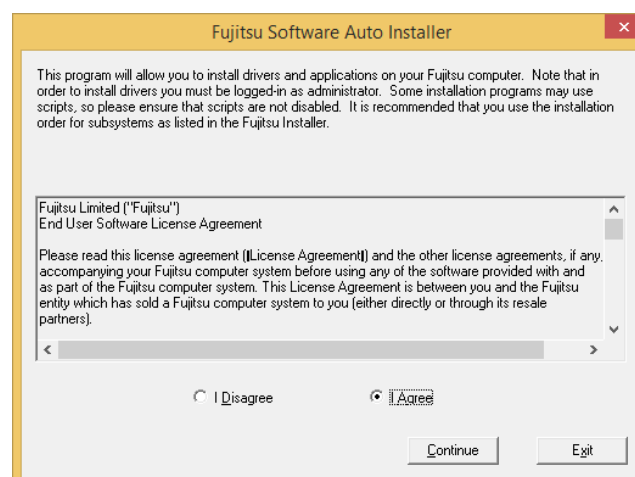 Fujitsu Software Auto Installer
This program will allow you to install drivers and applications on your Fujitsu computer. Note that in
order to install drivers you must be logged-in as administrator. Some installation programs may use
scripts, so please ensure that scripts are not disabled. It is recommended that you use the installation
order for subsystems as listed in the Fujitsu Installer.
Fujitsu Limited ("Fujitsu")
End User Software License Agreement
Please read this license agreement (‖License Agreement‖) and the other license agreements, if any,
accompanying your Fujitsu computer system before using any of the software provided with and
as part of the Fujitsu computer system. This License Agreement is between you and the Fujitsu
entity which has sold a Fujitsu computer system to you (either directly or through its resale
partners).
I Disagree
I Agree
Continue
Exit